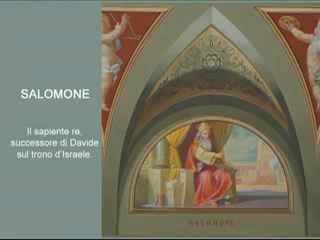 SALOMONE
Il sapiente re,
successore di Davide
sul trono d'Israele.
SALOMONE